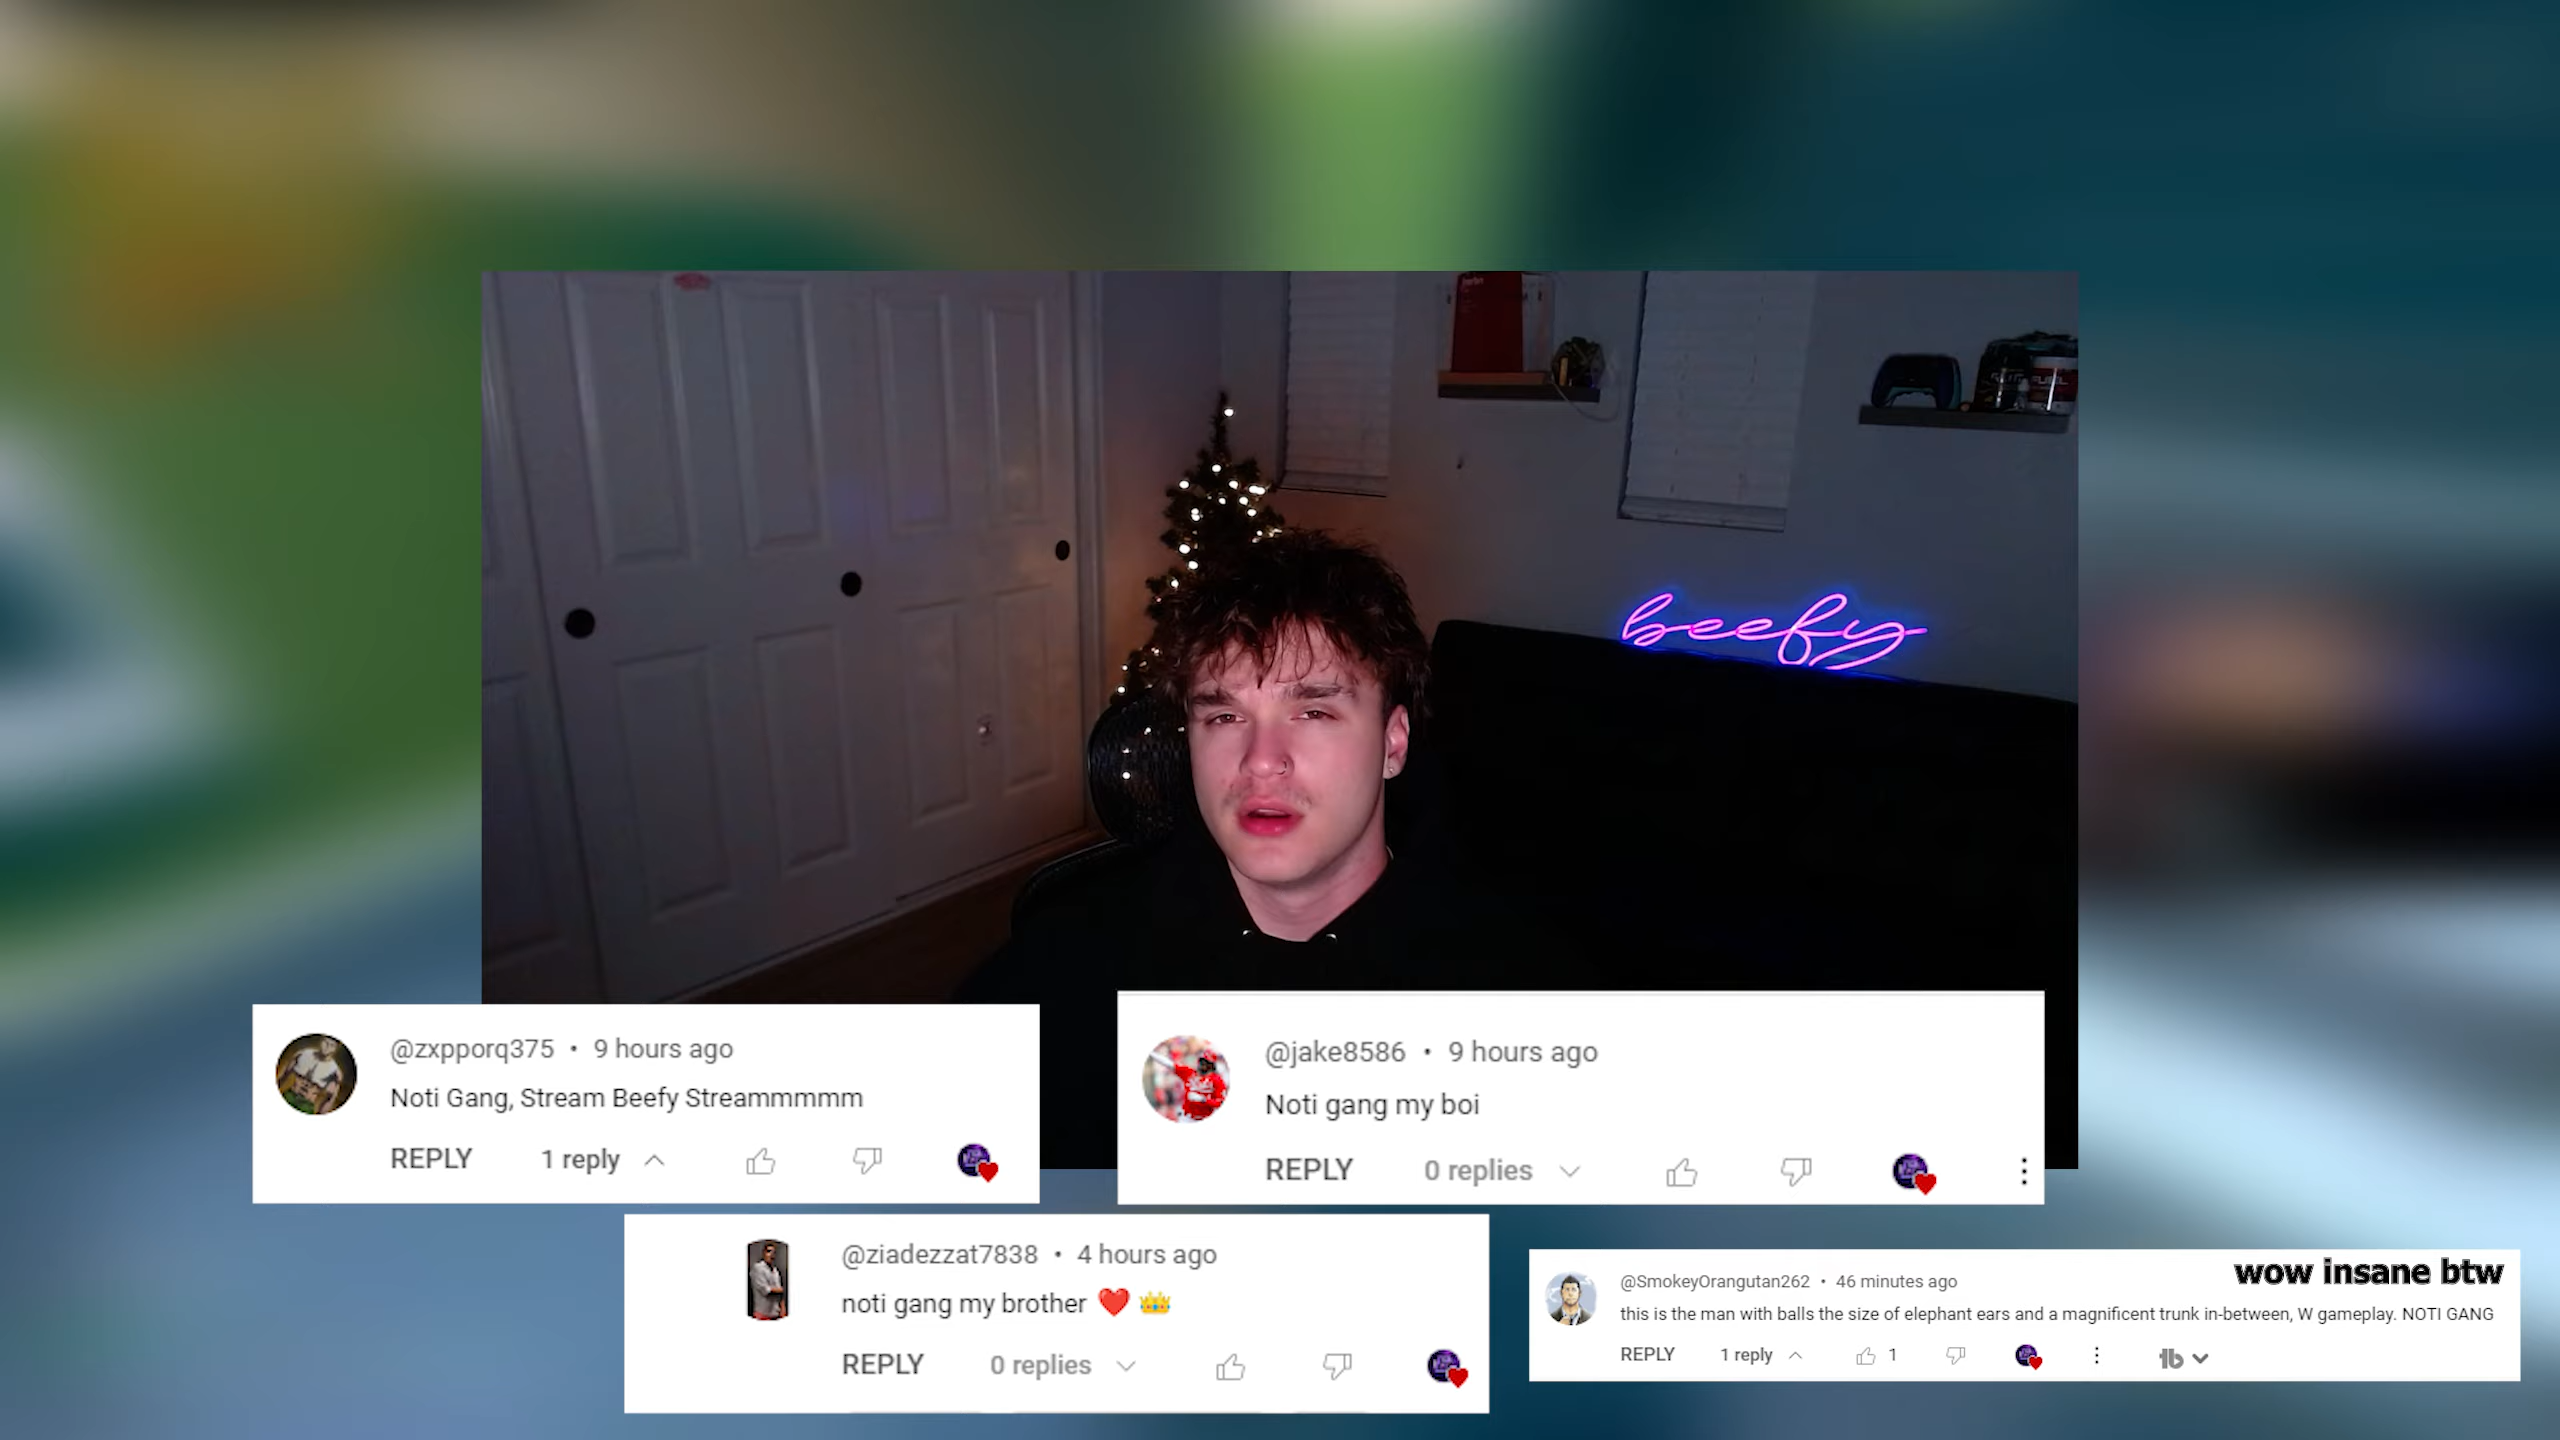 beefy
@zxpporq375 • 9 hours ago
Noti Gang, Stream Beefy Streammmmm
REPLY 1 reply
@jake8586 • 9 hours ago
Noti gang my boi
REPLY 0 replies
@ziadezzat7838 • 4 hours ago
noti gang my brother ❤️ 👑
REPLY 0 replies
wow insane btw
@SmokeyOrangutan262 • 46 minutes ago
this is the man with balls the size of elephant ears and a magnificent trunk in-between, W gameplay. NOTI GANG
REPLY 1 reply 1 tb